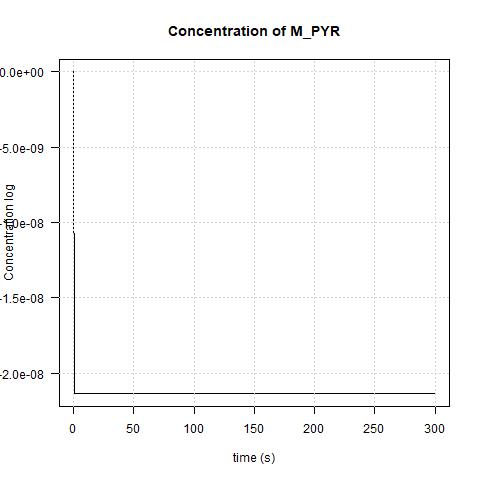 Concentration of M_PYR
0.0e+00
-5.0e-09
-1.0e-08
-1.5e-08
-2.0e-08
Concentration log
0
50
100
150
200
250
300
time (s)